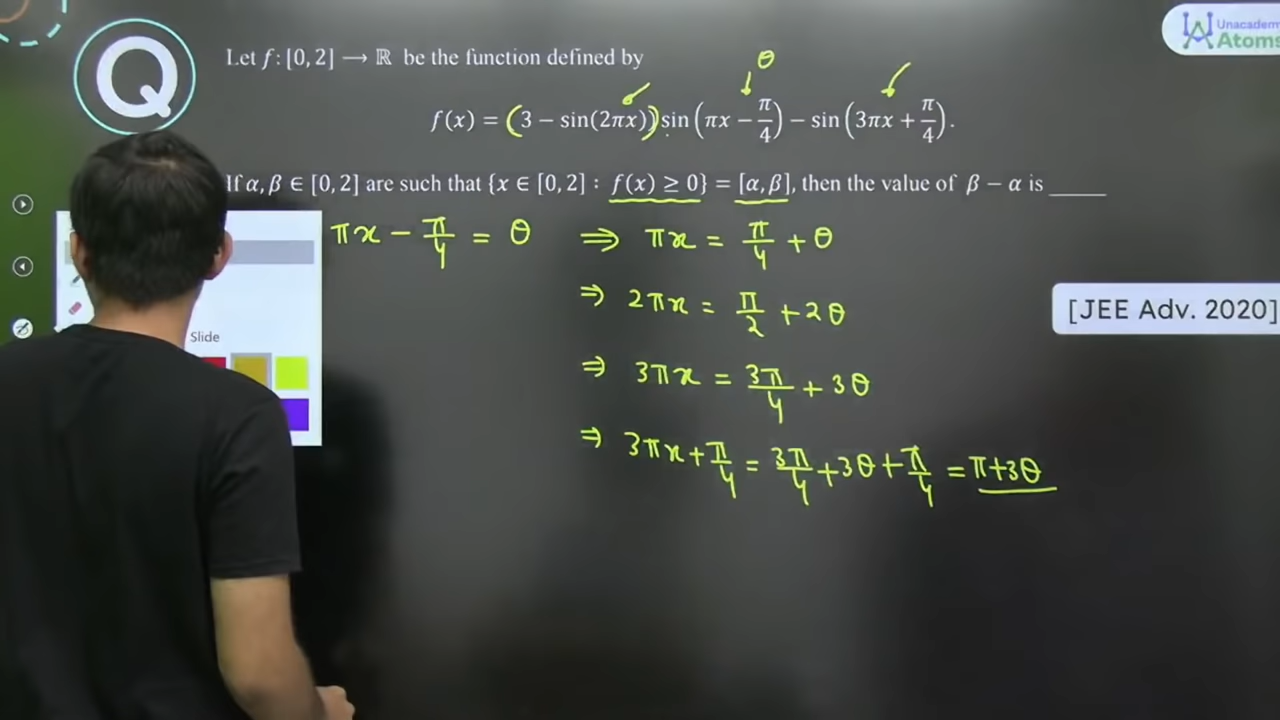 Q
Unacademy
Atoms
Let f : [0, 2] → ℝ be the function defined by
θ
f(x) = (3 − sin(2πx)) sin(πx − π/4) − sin(3πx + π/4).
If α, β ∈ [0, 2] are such that {x ∈ [0, 2] : f(x) ≥ 0} = [α, β], then the value of β − α is ______
πx − π/4 = θ ⇒ πx = π/4 + θ
⇒ 2πx = π/2 + 2θ
[JEE Adv. 2020]
Slide
⇒ 3πx = 3π/4 + 3θ
⇒ 3πx + π/4 = 3π/4 + 3θ + π/4 = π + 3θ